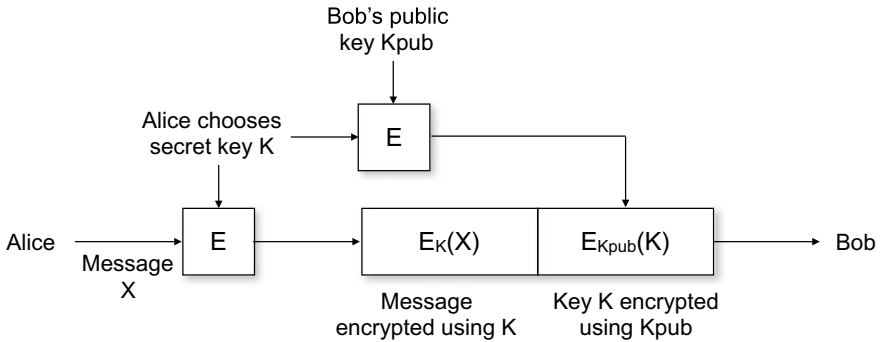 Bob’s public
key Kpub
Alice chooses
secret key K
E
Alice
Message
X
E
EK(X)
EKpub(K)
Bob
Message
encrypted using K
Key K encrypted
using Kpub